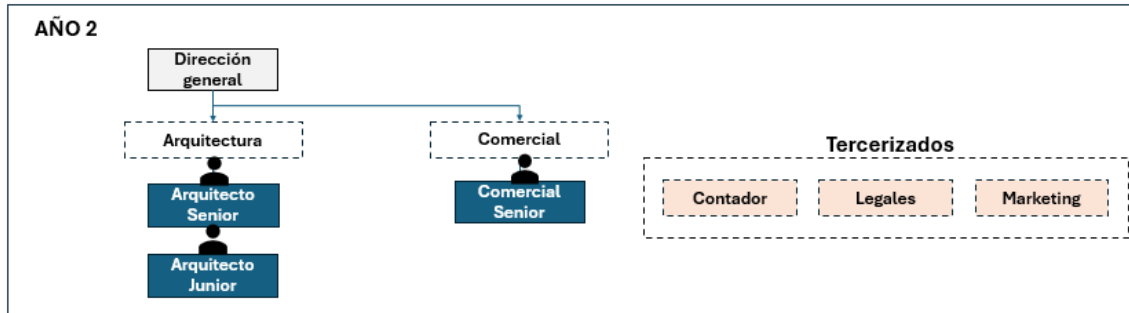 AÑO 2
Dirección
general
Arquitectura
Comercial
Tercerizados
Arquitecto
Senior
Comercial
Senior
Contador
Legales
Marketing
Arquitecto
Junior